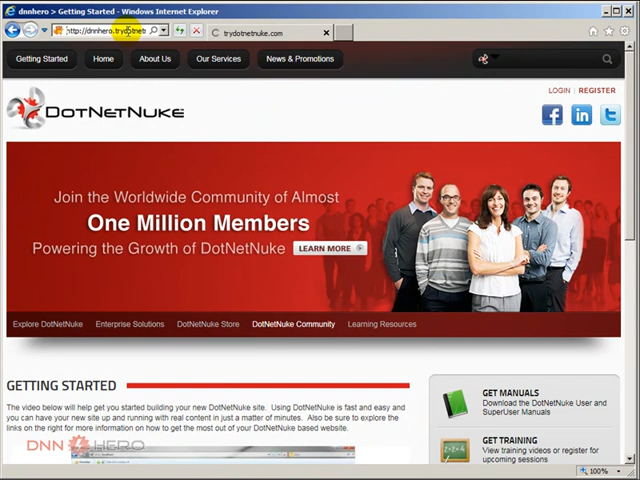 dnnhero > Getting Started - Windows Internet Explorer
http://dnnhero.trydotnetn
trydotnetnuke.com
Getting Started
Home
About Us
Our Services
News & Promotions
LOGIN | REGISTER
DOTNETNUKE
Join the Worldwide Community of Almost
One Million Members
Powering the Growth of DotNetNuke
LEARN MORE
Explore DotNetNuke
Enterprise Solutions
DotNetNuke Store
DotNetNuke Community
Learning Resources
GETTING STARTED
The video below will help get you started building your new DotNetNuke site. Using DotNetNuke is fast and easy and
you can have your new site up and running with real content in just a matter of minutes. Also be sure to explore the
links on the right for more information on how to get the most out of your DotNetNuke based website.
GET MANUALS
Download the DotNetNuke User and
SuperUser Manuals
GET TRAINING
View training videos or register for
upcoming sessions
DNN HERO
100%